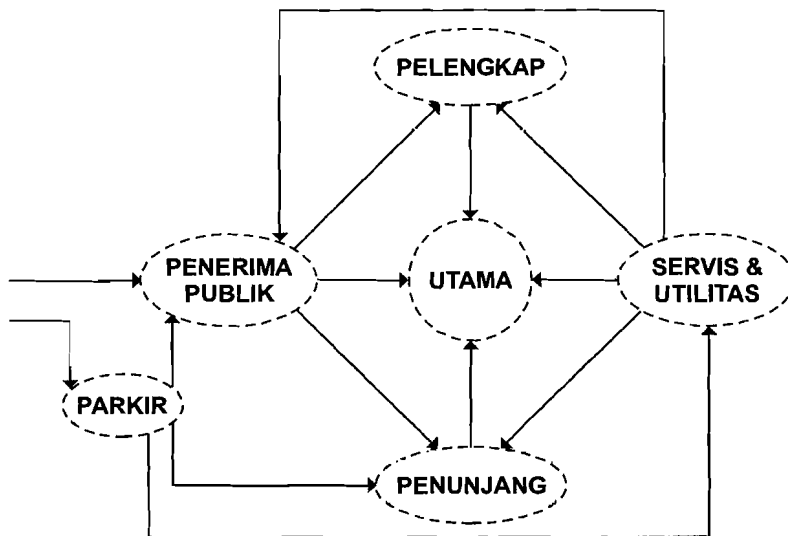 PELENGKAP
PENERIMA
PUBLIK
UTAMA
SERVIS &
UTILITAS
PARKIR
PENUNJANG